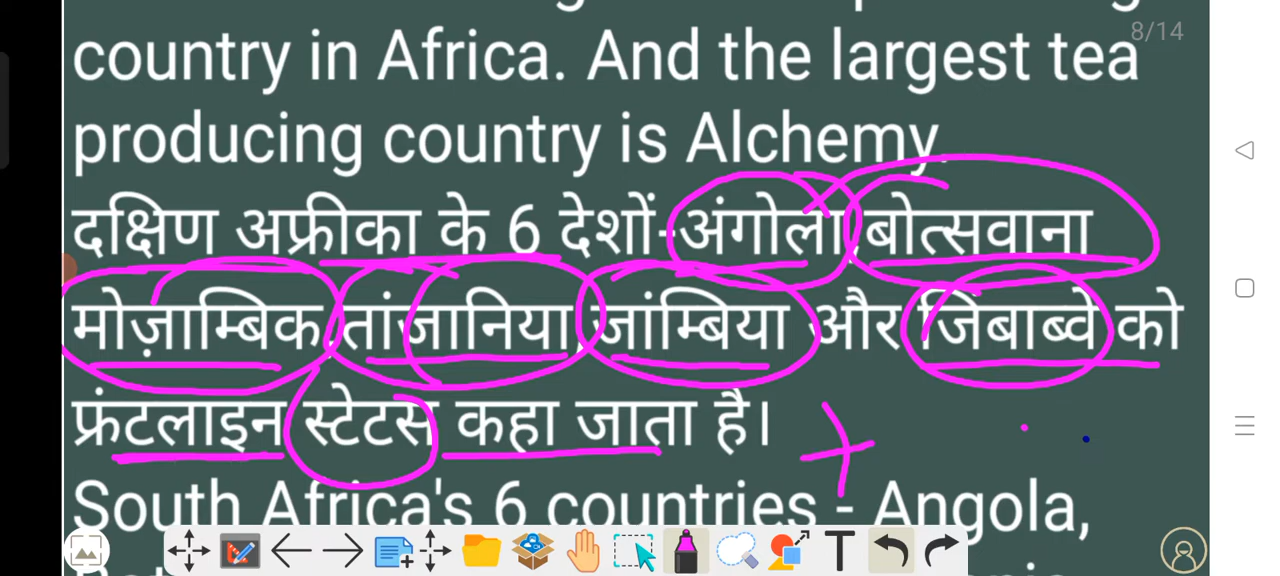 8/14
country in Africa. And the largest tea
producing country is Alchemy.
दक्षिण अफ्रीका के 6 देशों-अंगोला,बोत्सवाना
मोज़ाम्बिक,तांजानिया,जांम्बिया और जिंबाब्वे को
फ्रंटलाइन स्टेटस कहा जाता है।
South Africa's 6 countries - Angola,
T